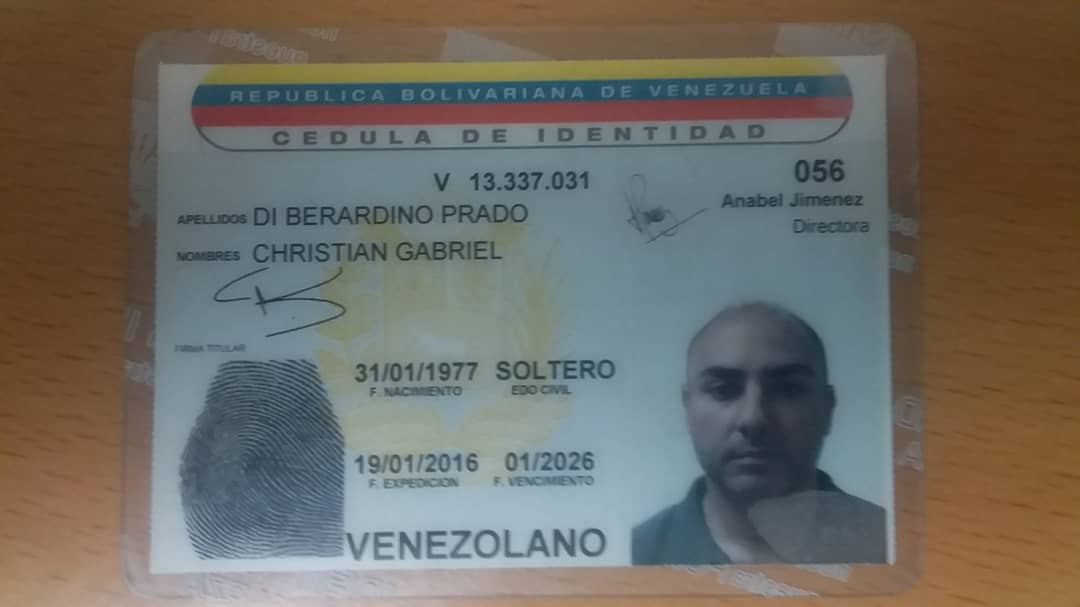 REPUBLICA BOLIVARIANA DE VENEZUELA
CEDULA DE IDENTIDAD
V 13.337.031
056
Anabel Jimenez
Directora
APELLIDOS DI BERARDINO PRADO
NOMBRES CHRISTIAN GABRIEL
FIRMA TITULAR
31/01/1977 SOLTERO
F. NACIMIENTO EDO CIVIL
19/01/2016 01/2026
F. EXPEDICION F. VENCIMIENTO
VENEZOLANO